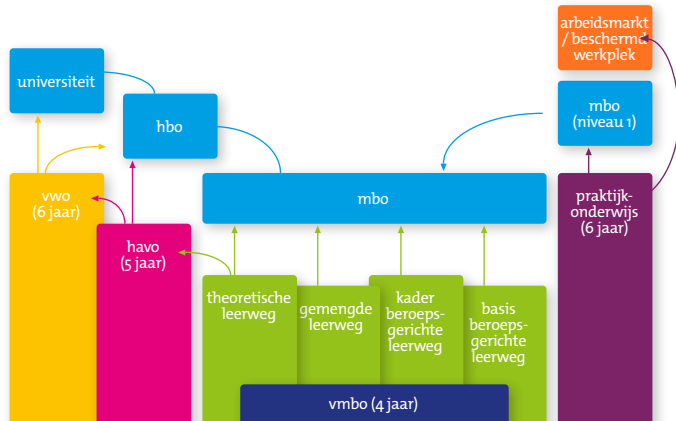 arbeidsmarkt
/ beschermde
werkplek
universiteit
mbo
(niveau 1)
hbo
vwo
(6 jaar)
mbo
praktijk-
onderwijs
(6 jaar)
havo
(5 jaar)
theoretische
leerweg
gemengde
leerweg
kader
beroeps-
gerichte
leerweg
basis
beroeps-
gerichte
leerweg
vmbo (4 jaar)